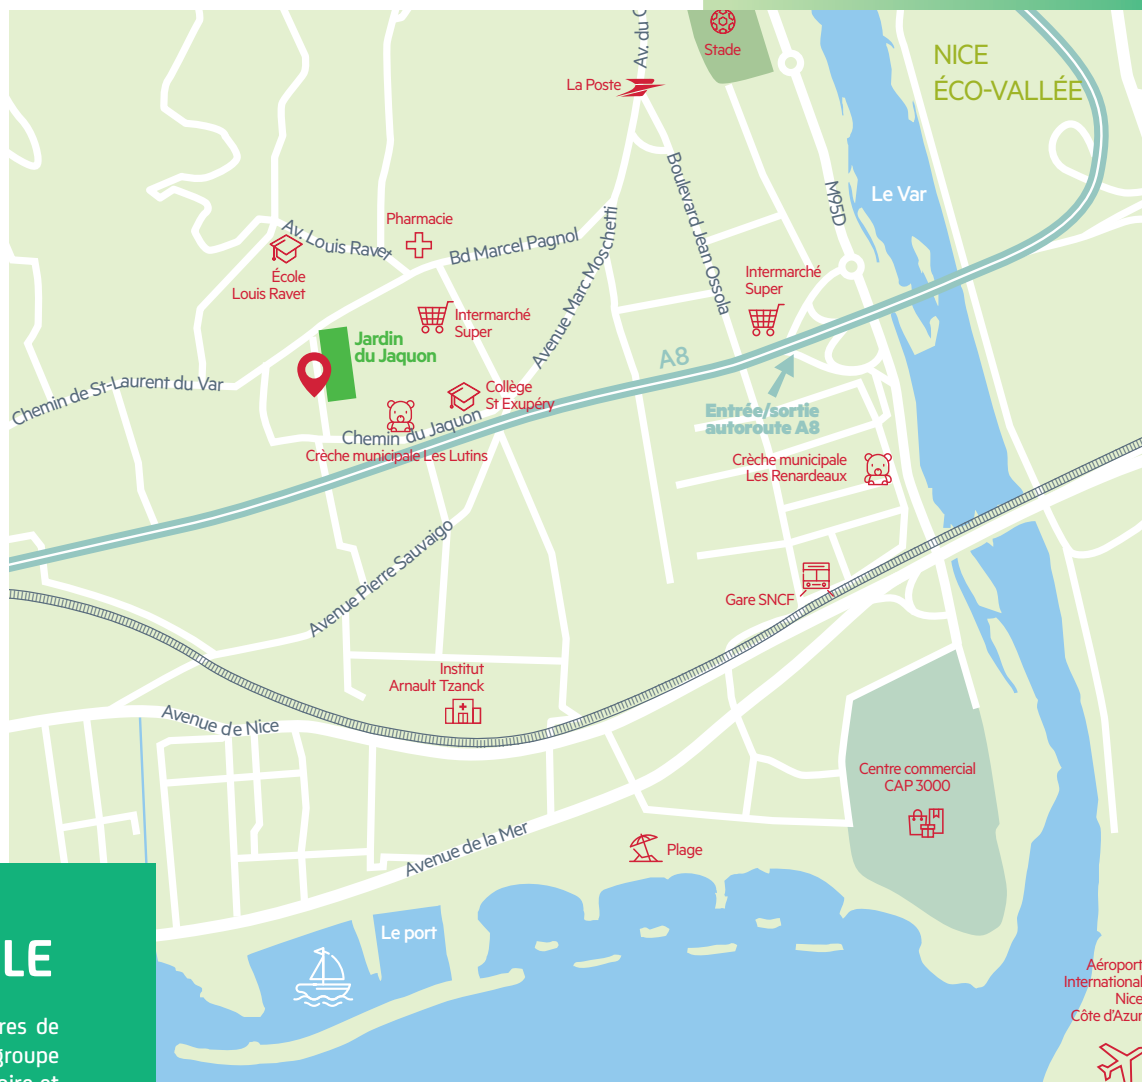 Av. du
Stade
NICE
ÉCO-VALLÉE
La Poste
Boulevard Jean Ossola
M95D
Le Var
Pharmacie
Av. Louis Ravet
Bd Marcel Pagnol
Avenue Marc Moschetti
École
Louis Ravet
Intermarché
Super
Intermarché
Super
Jardin
du Jaquon
A8
Chemin de St-Laurent du Var
Collège
St Exupéry
Entrée/sortie
autoroute A8
Chemin du Jaquon
Crèche municipale Les Lutins
Crèche municipale
Les Renardeaux
Avenue Pierre Sauvaigo
Gare SNCF
Institut
Arnault Tzanck
Avenue de Nice
Centre commercial
CAP 3000
Avenue de la Mer
Plage
Le port
LE
Aéroport
International
Nice
Côte d'Azur
res de
groupe